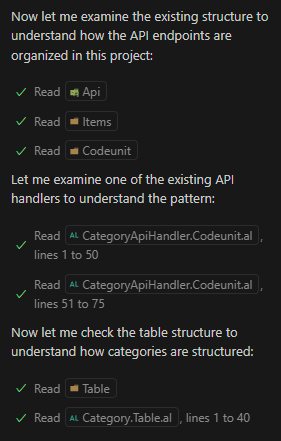 Now let me examine the existing structure to
understand how the API endpoints are
organized in this project:
Read Api
Read Items
Read Codeunit
Let me examine one of the existing API
handlers to understand the pattern:
Read AL CategoryApiHandler.Codeunit.al ,
lines 1 to 50
Read AL CategoryApiHandler.Codeunit.al ,
lines 51 to 75
Now let me check the table structure to
understand how categories are structured:
Read Table
Read AL Category.Table.al , lines 1 to 40